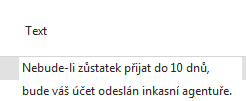 Text
Nebude-li zůstatek přijat do 10 dnů,
bude váš účet odeslán inkasní agentuře.